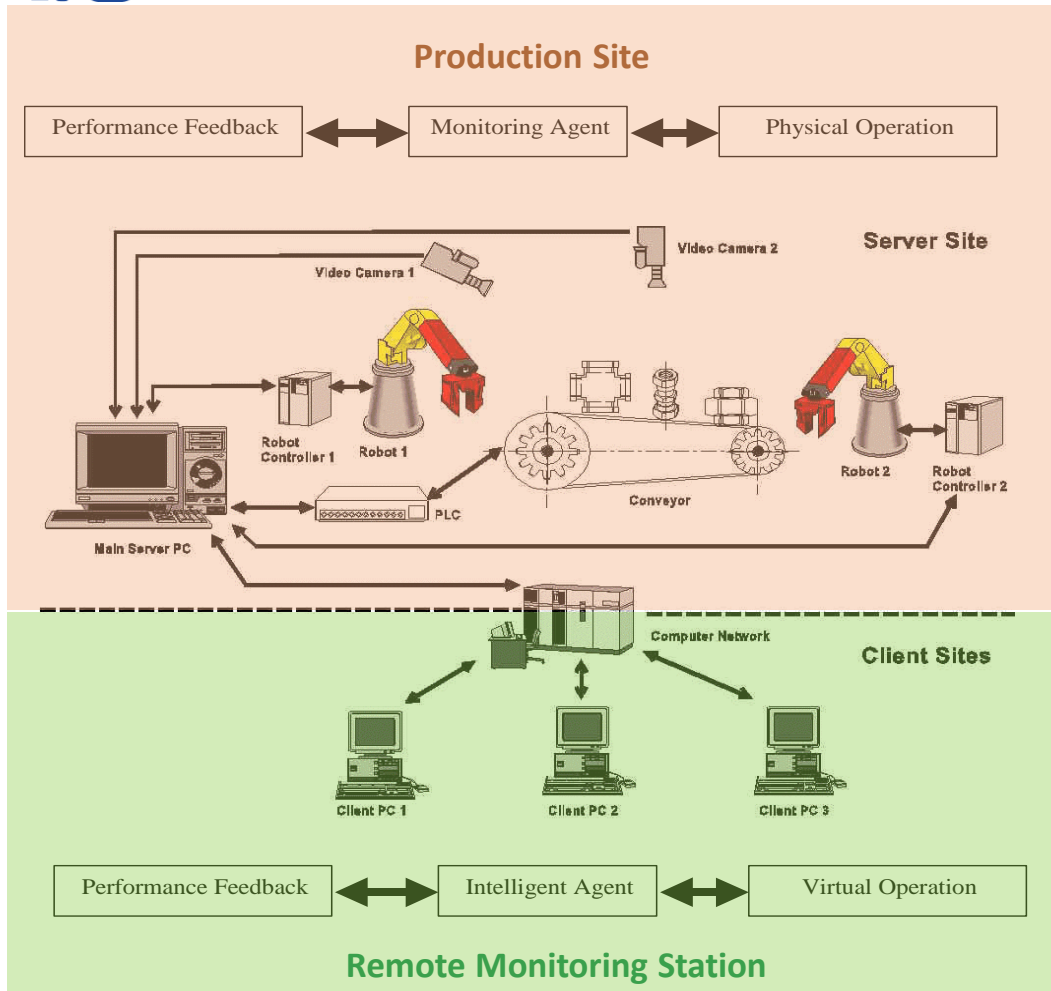 Production Site
Performance Feedback
Monitoring Agent
Physical Operation
Server Site
Video Camera 2
Video Camera 1
Robot
Controller 1
Robot 1
Robot 2
Robot
Controller 2
Conveyor
PLC
Main Server PC
Computer Network
Client Sites
Client PC 1
Client PC 2
Client PC 3
Performance Feedback
Intelligent Agent
Virtual Operation
Remote Monitoring Station